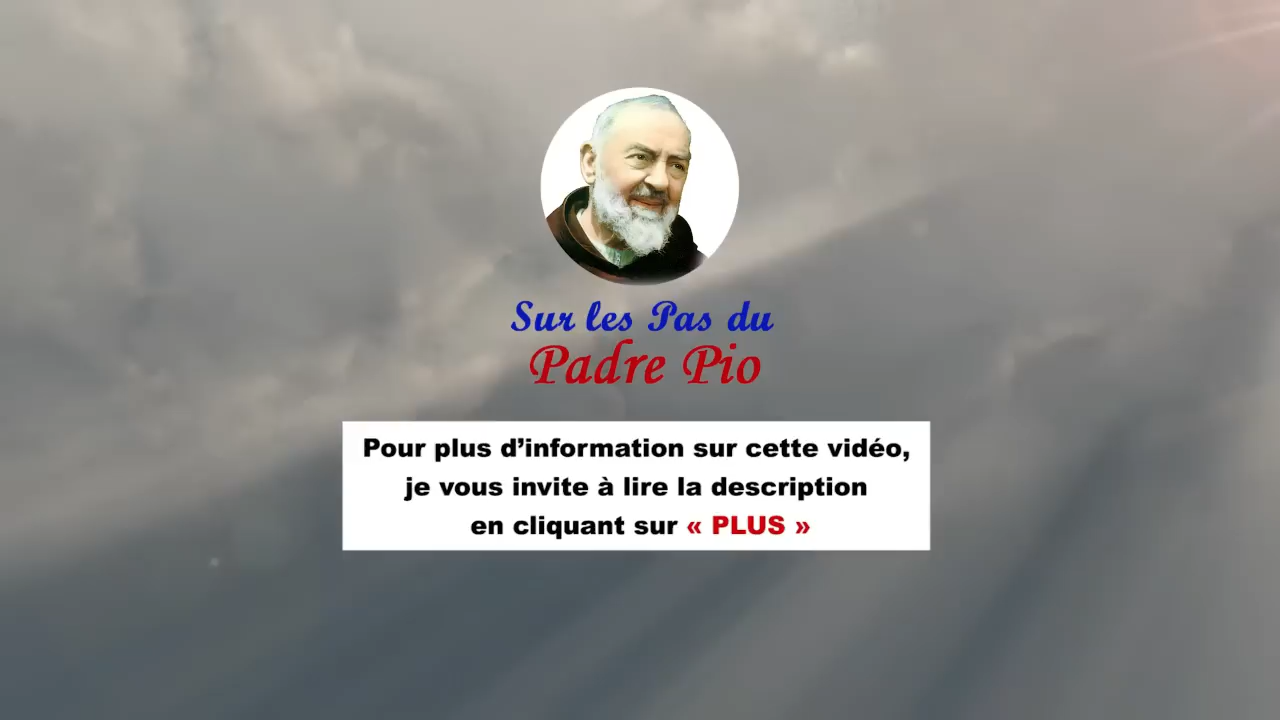 Sur les Pas du
Padre Pio
Pour plus d’information sur cette vidéo,
je vous invite à lire la description
en cliquant sur « PLUS »